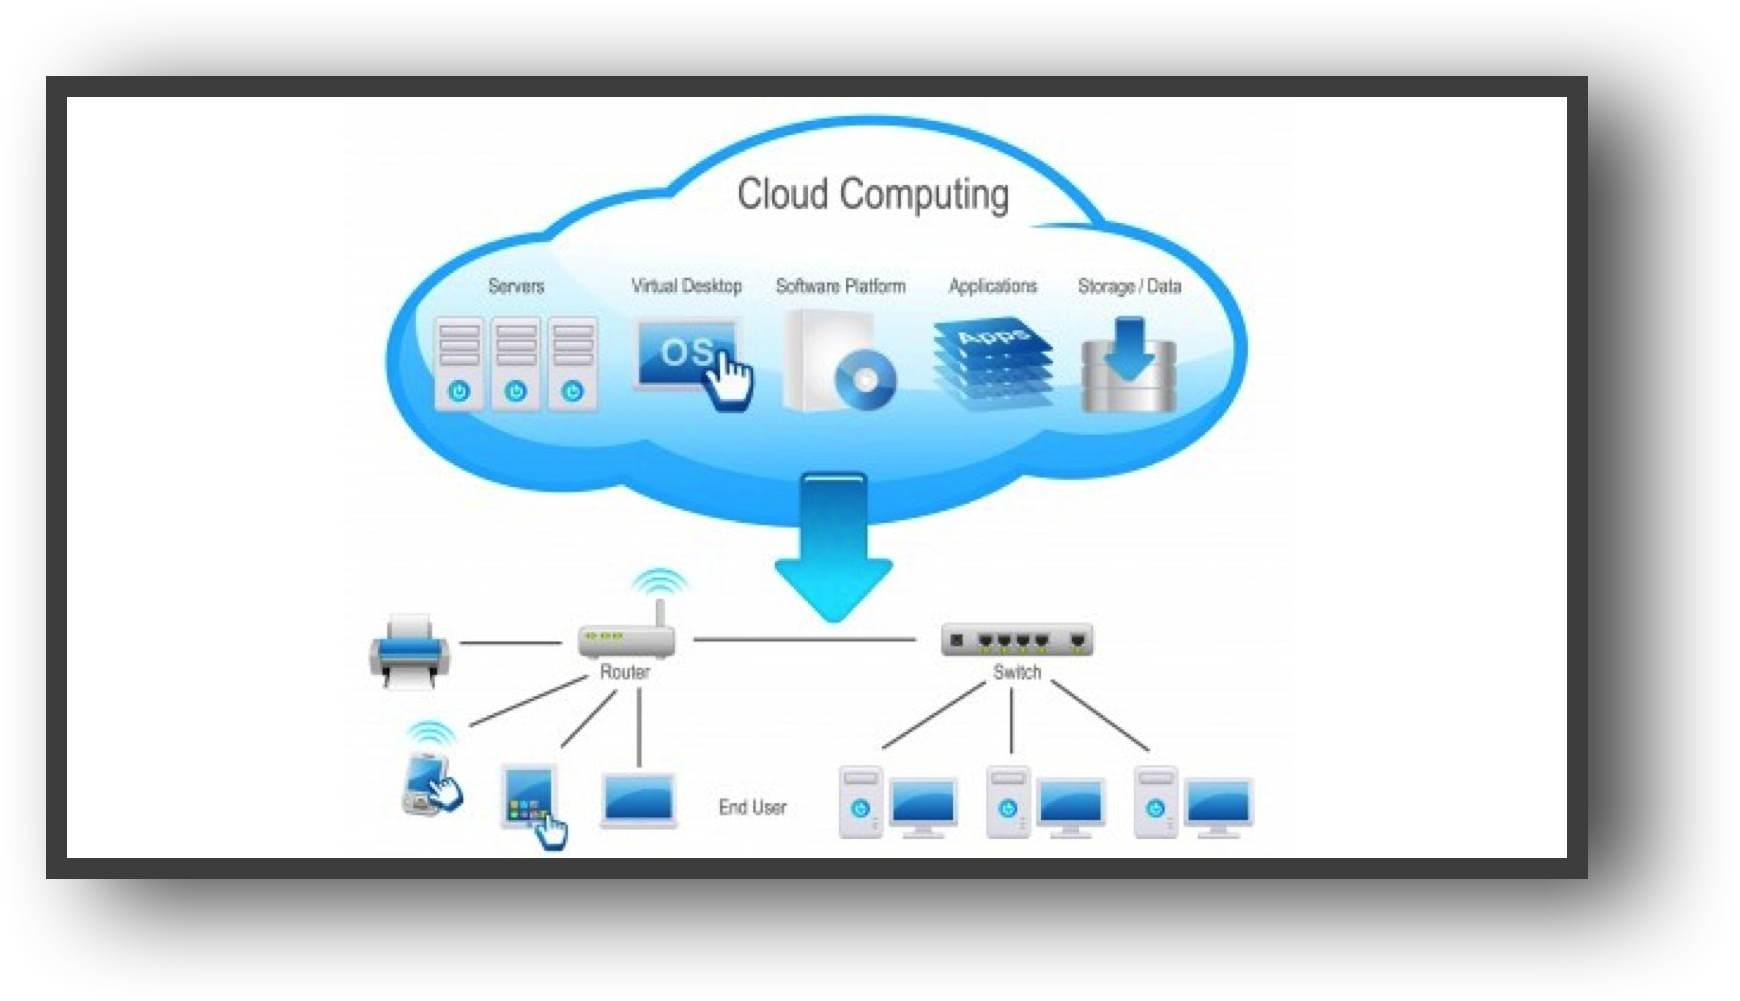 Cloud Computing
Servers
Virtual Desktop
Software Platform
Applications
Storage / Data
OS
Apps
Router
Switch
End User